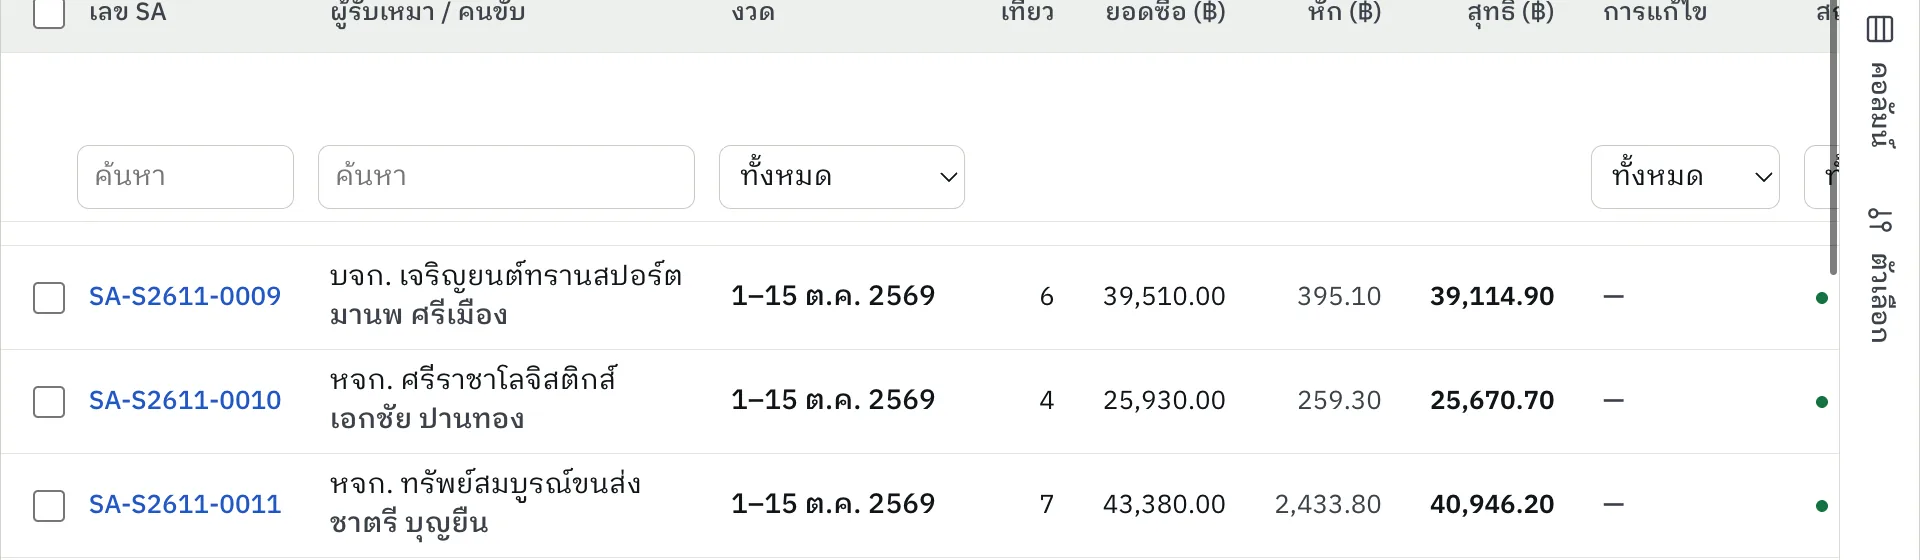 เลข SA ผู้รับเหมา / คนขับ งวด เที่ยว ยอดซื้อ (฿) หัก (฿) สุทธิ (฿) การแก้ไข
ค้นหา ค้นหา ทั้งหมด ทั้งหมด
SA-S2611-0009 บจก. เจริญยนต์ทรานสปอร์ต 1–15 ต.ค. 2569 6 39,510.00 395.10 39,114.90 —
มานพ ศรีเมือง
SA-S2611-0010 หจก. ศรีราชาโลจิสติกส์ 1–15 ต.ค. 2569 4 25,930.00 259.30 25,670.70 —
เอกชัย ปานทอง
SA-S2611-0011 หจก. ทรัพย์สมบูรณ์ขนส่ง 1–15 ต.ค. 2569 7 43,380.00 2,433.80 40,946.20 —
ชาตรี บุญยืน
คอลัมน์
ตัวเลือก